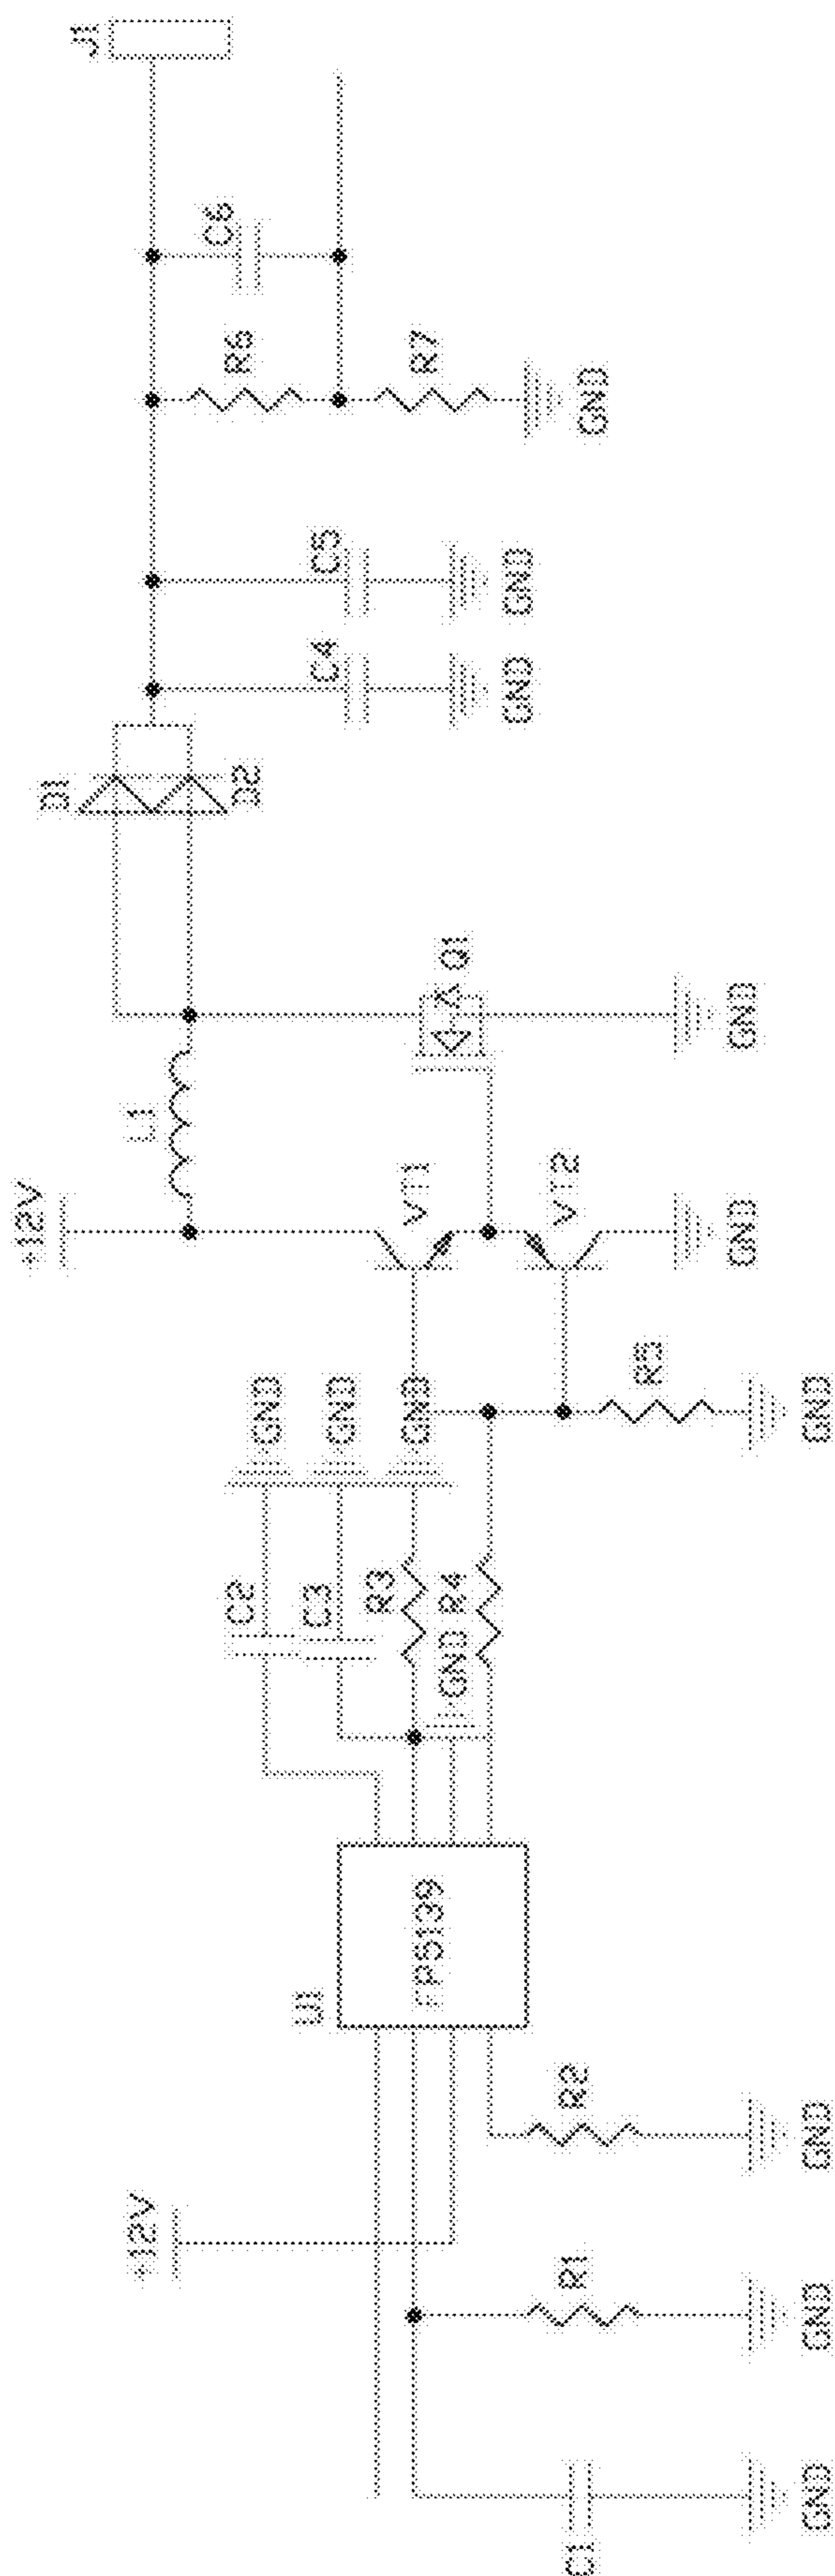 J1
C6
R6
R7
GND
C5
GND
C4
GND
D1
D2
Q1
GND
L1
+12V
VT1
VT2
GND
R5
GND
GND
GND
GND
C2
C3
R3
R4
GND
U1
FP5139
R2
GND
+12V
R1
GND
C1
GND